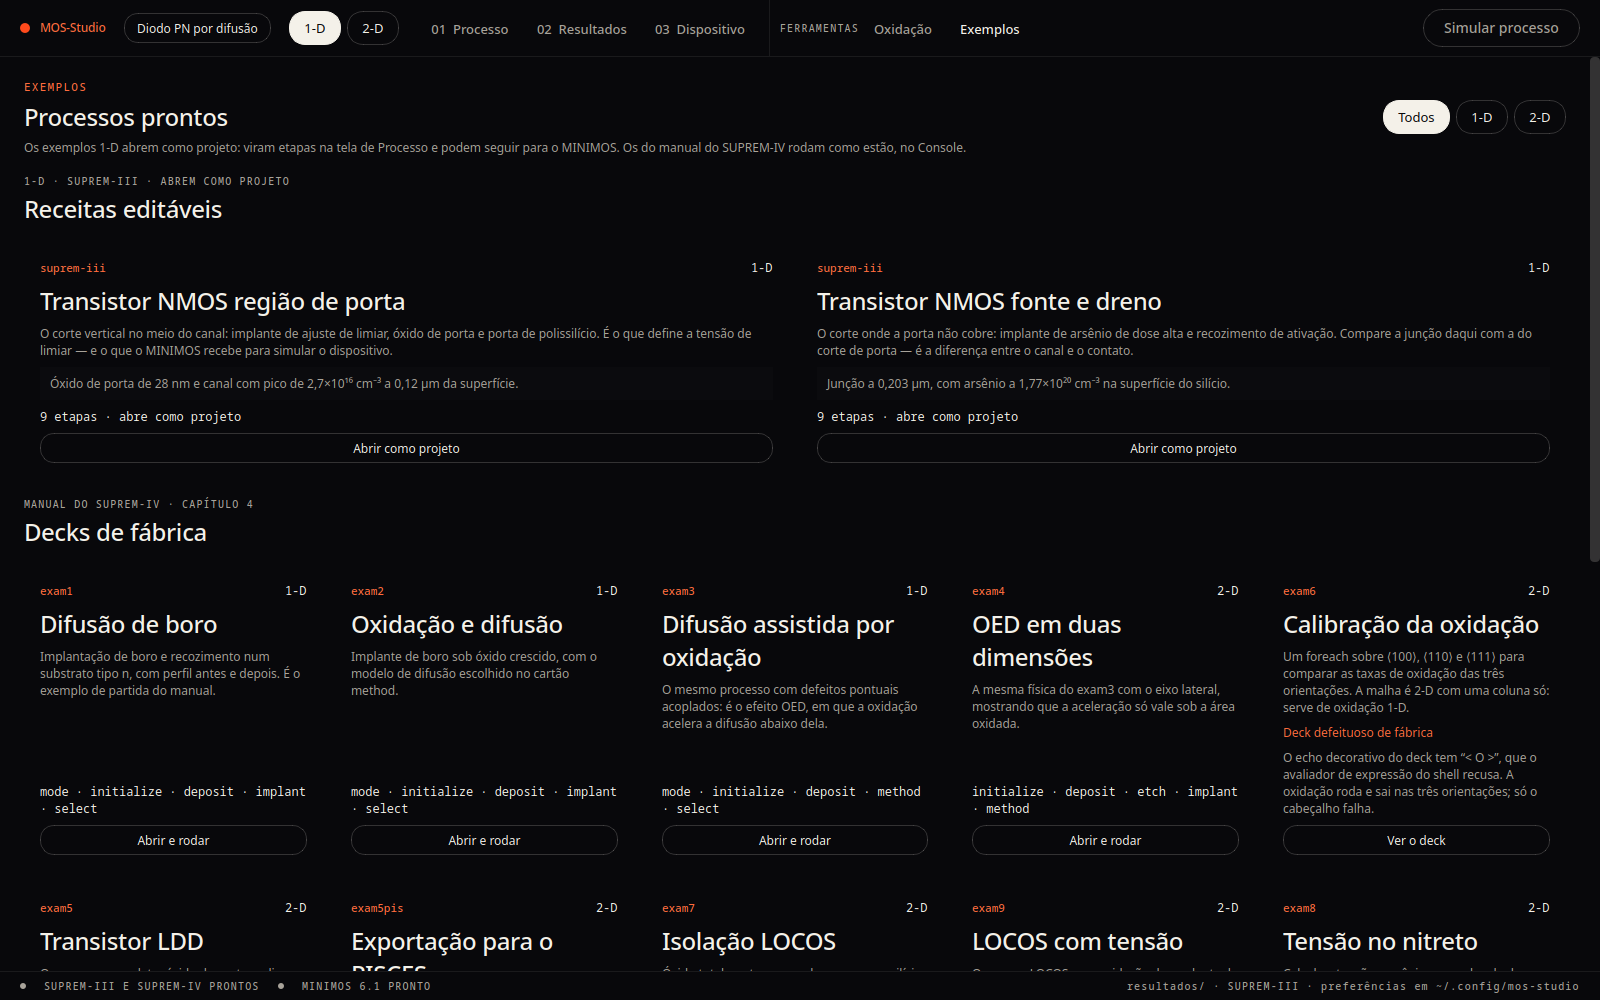 MOS-Studio Diodo PN por difusão 1-D 2-D 01 Processo 02 Resultados 03 Dispositivo FERRAMENTAS Oxidação Exemplos Simular processo
EXEMPLOS
Processos prontos
Todos 1-D 2-D
Os exemplos 1-D abrem como projeto: viram etapas na tela de Processo e podem seguir para o MINIMOS. Os do manual do SUPREM-IV rodam como estão, no Console.
1-D · SUPREM-III · ABREM COMO PROJETO
Receitas editáveis
suprem-iii 1-D
Transistor NMOS região de porta
O corte vertical no meio do canal: implante de ajuste de limiar, óxido de porta e porta de polissilício. É o que define a tensão de
limiar — e o que o MINIMOS recebe para simular o dispositivo.
Óxido de porta de 28 nm e canal com pico de 2,7×10¹⁶ cm⁻³ a 0,12 µm da superfície.
9 etapas · abre como projeto
Abrir como projeto
suprem-iii 1-D
Transistor NMOS fonte e dreno
O corte onde a porta não cobre: implante de arsênio de dose alta e recozimento de ativação. Compare a junção daqui com a do
corte de porta — é a diferença entre o canal e o contato.
Junção a 0,203 µm, com arsênio a 1,77×10²⁰ cm⁻³ na superfície do silício.
9 etapas · abre como projeto
Abrir como projeto
MANUAL DO SUPREM-IV · CAPÍTULO 4
Decks de fábrica
exam1 1-D
Difusão de boro
Implantação de boro e recozimento num
substrato tipo n, com perfil antes e depois. É o
exemplo de partida do manual.
mode · initialize · deposit · implant
· select
Abrir e rodar
exam2 1-D
Oxidação e difusão
Implante de boro sob óxido crescido, com o
modelo de difusão escolhido no cartão
method.
mode · initialize · deposit · implant
· select
Abrir e rodar
exam3 1-D
Difusão assistida por
oxidação
O mesmo processo com defeitos pontuais
acoplados: é o efeito OED, em que a oxidação
acelera a difusão abaixo dela.
mode · initialize · deposit · method
· select
Abrir e rodar
exam4 2-D
OED em duas
dimensões
A mesma física do exam3 com o eixo lateral,
mostrando que a aceleração só vale sob a área
oxidada.
initialize · deposit · etch · implant
· method
Abrir e rodar
exam6 2-D
Calibração da oxidação
Um foreach sobre ⟨100⟩, ⟨110⟩ e ⟨111⟩ para
comparar as taxas de oxidação das três
orientações. A malha é 2-D com uma coluna só:
serve de oxidação 1-D.
Deck defeituoso de fábrica
O echo decorativo do deck tem “< O >”, que o
avaliador de expressão do shell recusa. A
oxidação roda e sai nas três orientações; só o
cabeçalho falha.
Ver o deck
exam5 2-D
Transistor LDD
exam5pis 2-D
Exportação para o
PISCES
exam7 2-D
Isolação LOCOS
exam9 2-D
LOCOS com tensão
exam8 2-D
Tensão no nitreto
SUPREM-III E SUPREM-IV PRONTOS MINIMOS 6.1 PRONTO resultados/ · SUPREM-III · preferências em ~/.config/mos-studio